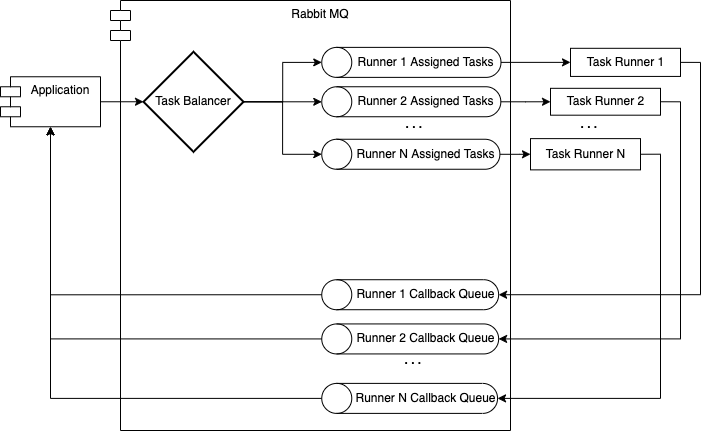 Rabbit MQ
Application
Task Balancer
Runner 1 Assigned Tasks
Task Runner 1
Runner 2 Assigned Tasks
Task Runner 2
...
...
Runner N Assigned Tasks
Task Runner N
Runner 1 Callback Queue
Runner 2 Callback Queue
...
Runner N Callback Queue